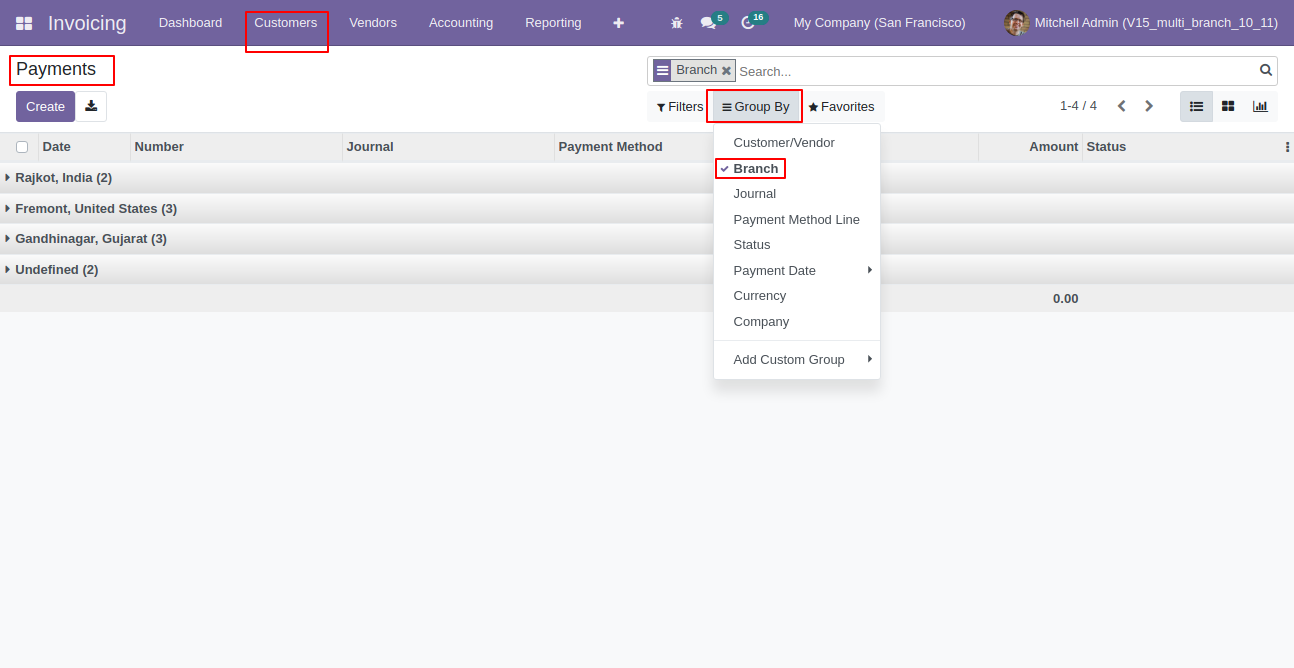 Invoicing Dashboard Customers Vendors Accounting Reporting 5 16 My Company (San Francisco) Mitchell Admin (V15_multi_branch_10_11)
Payments
Branch Search...
Create
Filters Group By Favorites
1-4 / 4
Date Number Journal Payment Method Amount Status
Rajkot, India (2)
Fremont, United States (3)
Gandhinagar, Gujarat (3)
Undefined (2)
0.00
Customer/Vendor
Branch
Journal
Payment Method Line
Status
Payment Date
Currency
Company
Add Custom Group